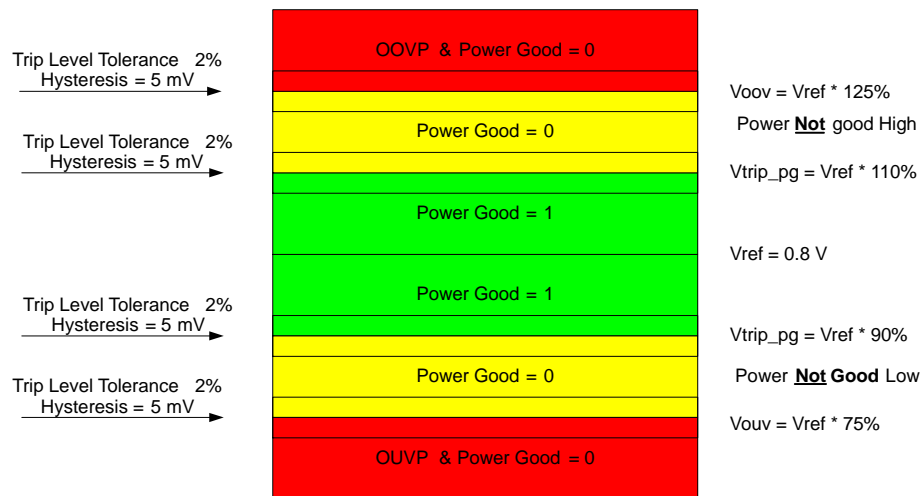 OOVP & Power Good = 0
Trip Level Tolerance 2%
Hysteresis = 5 mV
Voov = Vref * 125%
Power Good = 0
Power Not good High
Trip Level Tolerance 2%
Hysteresis = 5 mV
Vtrip_pg = Vref * 110%
Power Good = 1
Vref = 0.8 V
Power Good = 1
Trip Level Tolerance 2%
Hysteresis = 5 mV
Vtrip_pg = Vref * 90%
Power Good = 0
Power Not Good Low
Trip Level Tolerance 2%
Hysteresis = 5 mV
Vouv = Vref * 75%
OUVP & Power Good = 0